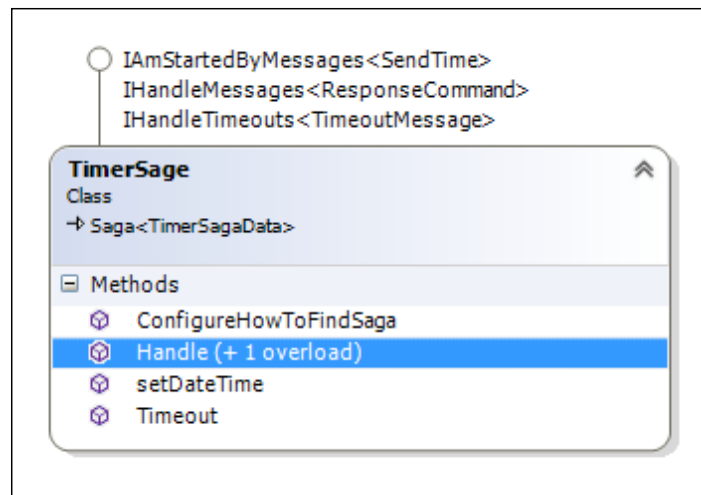 IAmStartedByMessages<SendTime>
IHandleMessages<ResponseCommand>
IHandleTimeouts<TimeoutMessage>
TimerSage
Class
Saga<TimerSagaData>
Methods
ConfigureHowToFindSaga
Handle (+ 1 overload)
setDateTime
Timeout